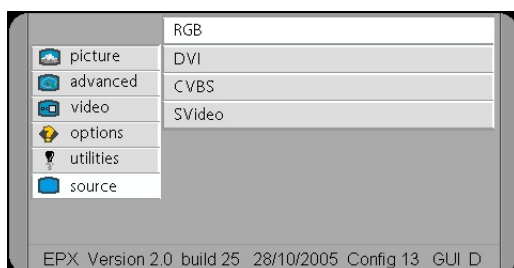 RGB
picture
DVI
advanced
CVBS
video
SVideo
options
utilities
source
EPX Version 2.0 build 25 28/10/2005 Config 13 GUI D